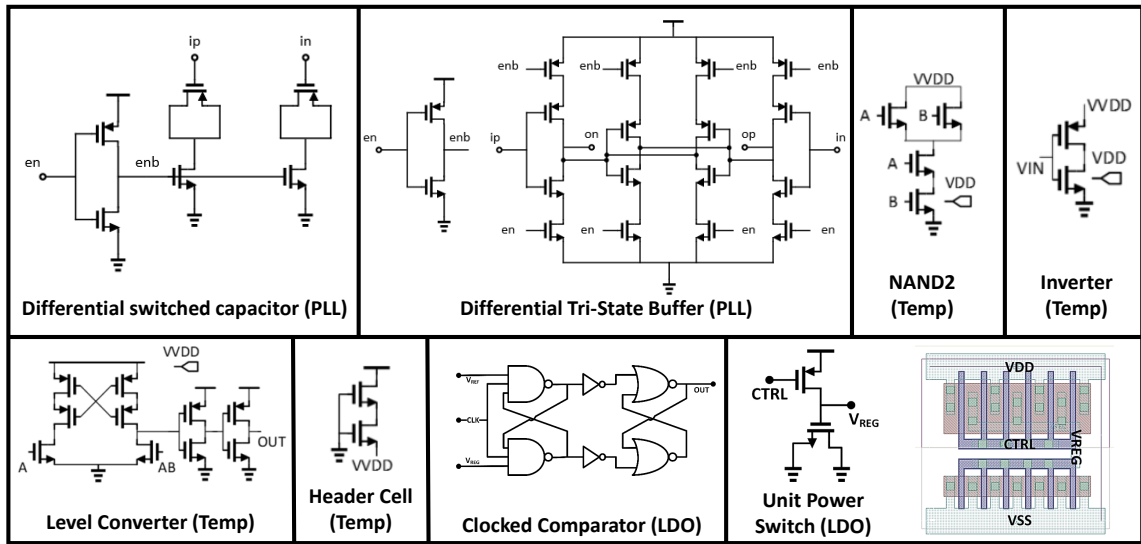 ip
in
en
enb
Differential switched capacitor (PLL)
enb
enb
enb
enb
en
enb
ip
on
op
in
en
en
en
en
Differential Tri-State Buffer (PLL)
VVDD
A
B
A
B
VDD
NAND2
(Temp)
VVDD
VIN
VDD
Inverter
(Temp)
VVDD
A
AB
OUT
Level Converter (Temp)
VVDD
Header Cell
(Temp)
VREF
CLK
VREG
OUT
Clocked Comparator (LDO)
CTRL
VREG
Unit Power
Switch (LDO)
VDD
CTRL
VREG
VSS